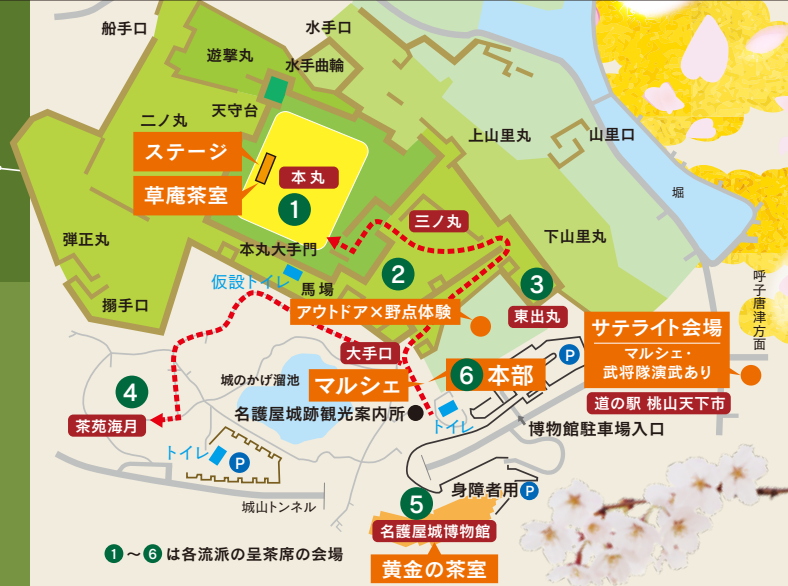 船手口
水手口
遊撃丸
水手曲輪
天守台
二ノ丸
ステージ
草庵茶室
本丸
1
上山里丸
山里口
堀
三ノ丸
下山里丸
弾正丸
本丸大手門
搦手口
仮設トイレ
馬場
2
3
東出丸
アウトドア×野点体験
呼子唐津方面
サテライト会場
マルシェ・
武将隊演武あり
道の駅 桃山天下市
大手口
P
城のかげ溜池
マルシェ
6 本部
4
茶苑海月
名護屋城跡観光案内所
トイレ
博物館駐車場入口
トイレ
P
城山トンネル
5
身障者用 P
名護屋城博物館
黄金の茶室
1~6は各流派の呈茶席の会場